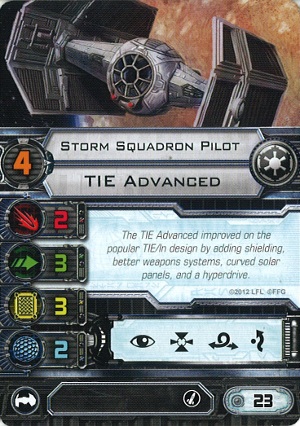 4
STORM SQUADRON PILOT
TIE ADVANCED
2
3
3
2
The TIE Advanced improved on the
popular TIE/ln design by adding shielding,
better weapons systems, curved solar
panels, and a hyperdrive.
©2012 LFL ©FFG
23